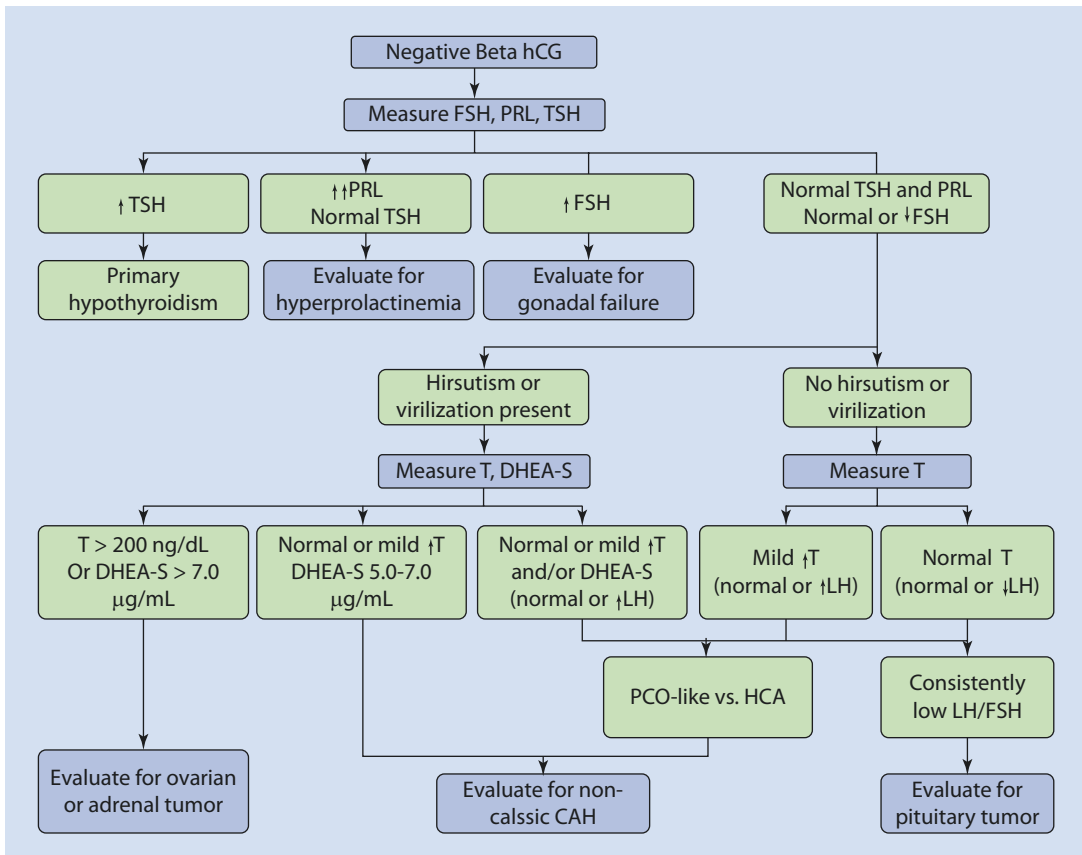 Negative Beta hCG
Measure FSH, PRL, TSH
↑ TSH
↑↑PRL
Normal TSH
↑FSH
Normal TSH and PRL
Normal or ↓FSH
Primary
hypothyroidism
Evaluate for
hyperprolactinemia
Evaluate for
gonadal failure
Hirsutism or
virilization present
No hirsutism or
virilization
Measure T, DHEA-S
Measure T
T > 200 ng/dL
Or DHEA-S > 7.0
µg/mL
Normal or mild ↑T
DHEA-S 5.0-7.0
µg/mL
Normal or mild ↑T
and/or DHEA-S
(normal or ↑LH)
Mild ↑T
(normal or ↑LH)
Normal T
(normal or ↓LH)
PCO-like vs. HCA
Consistently
low LH/FSH
Evaluate for ovarian
or adrenal tumor
Evaluate for non-
calssic CAH
Evaluate for
pituitary tumor